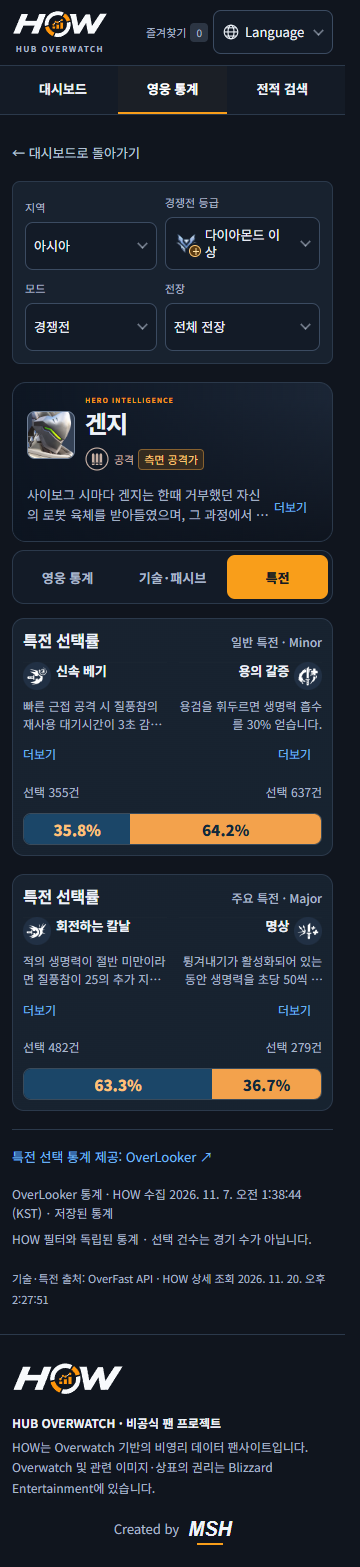 HOW
HUB OVERWATCH
즐겨찾기 0
Language
대시보드
영웅 통계
전적 검색
← 대시보드로 돌아가기
지역
경쟁전 등급
아시아
다이아몬드 이
상
모드
전장
경쟁전
전체 전장
HERO INTELLIGENCE
겐지
공격 측면 공격가
사이보그 시마다 겐지는 한때 거부했던 자신
의 로봇 육체를 받아들였으며, 그 과정에서 …
더보기
영웅 통계
기술·패시브
특전
특전 선택률
일반 특전 · Minor
신속 베기
용의 갈증
빠른 근접 공격 시 질풍참의
재사용 대기시간이 3초 감…
용검을 휘두르면 생명력 흡수
를 30% 얻습니다.
더보기
더보기
선택 355건
선택 637건
35.8%
64.2%
특전 선택률
주요 특전 · Major
회전하는 칼날
명상
적의 생명력이 절반 미만이라
면 질풍참이 25의 추가 지…
튕겨내기가 활성화되어 있는
동안 생명력을 초당 50씩 …
더보기
더보기
선택 482건
선택 279건
63.3%
36.7%
특전 선택 통계 제공: OverLooker ↗
OverLooker 통계 · HOW 수집 2026. 11. 7. 오전 1:38:44
(KST) · 저장된 통계
HOW 필터와 독립된 통계 · 선택 건수는 경기 수가 아닙니다.
기술·특전 출처: OverFast API · HOW 상세 조회 2026. 11. 20. 오후
2:27:51
HOW
HUB OVERWATCH · 비공식 팬 프로젝트
HOW는 Overwatch 기반의 비영리 데이터 팬사이트입니다.
Overwatch 및 관련 이미지·상표의 권리는 Blizzard
Entertainment에 있습니다.
Created by MSH